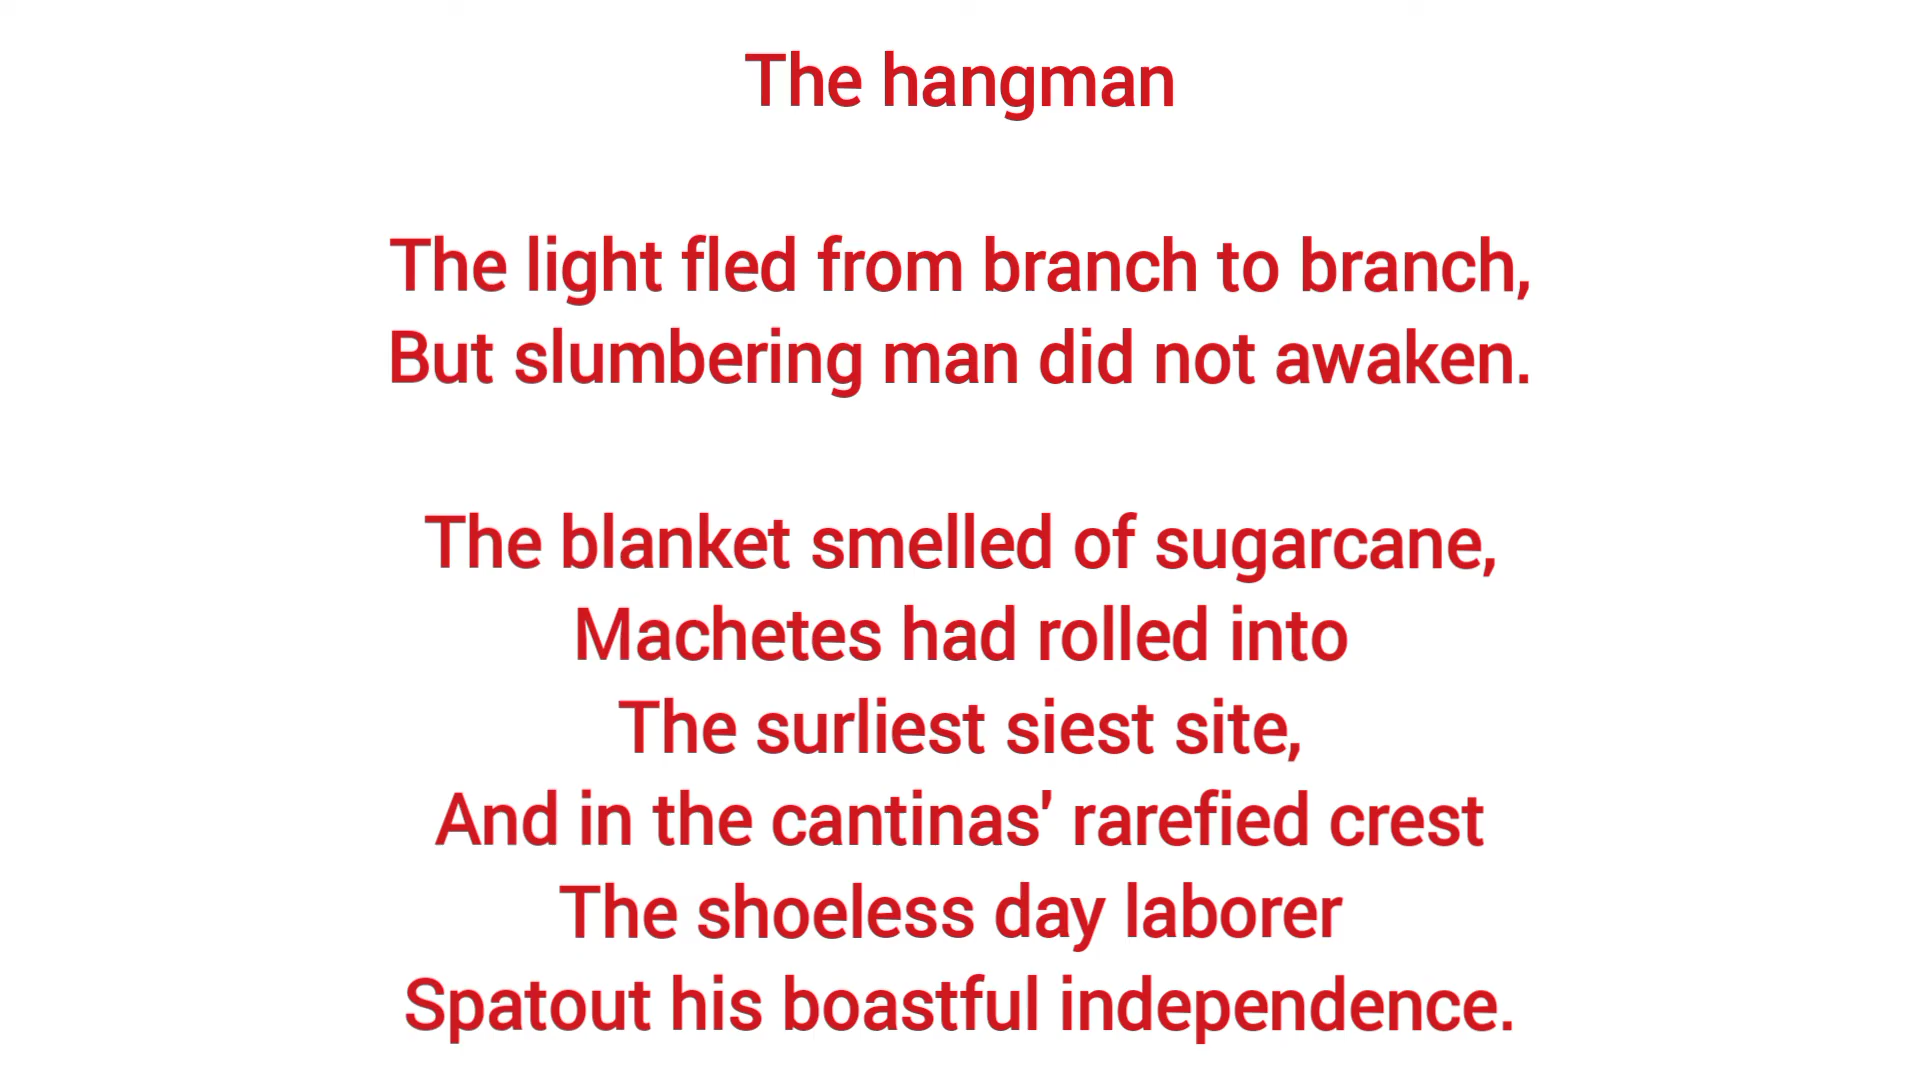 The hangman
The light fled from branch to branch,
But slumbering man did not awaken.
The blanket smelled of sugarcane,
Machetes had rolled into
The surliest siest site,
And in the cantinas' rarefied crest
The shoeless day laborer
Spatout his boastful independence.